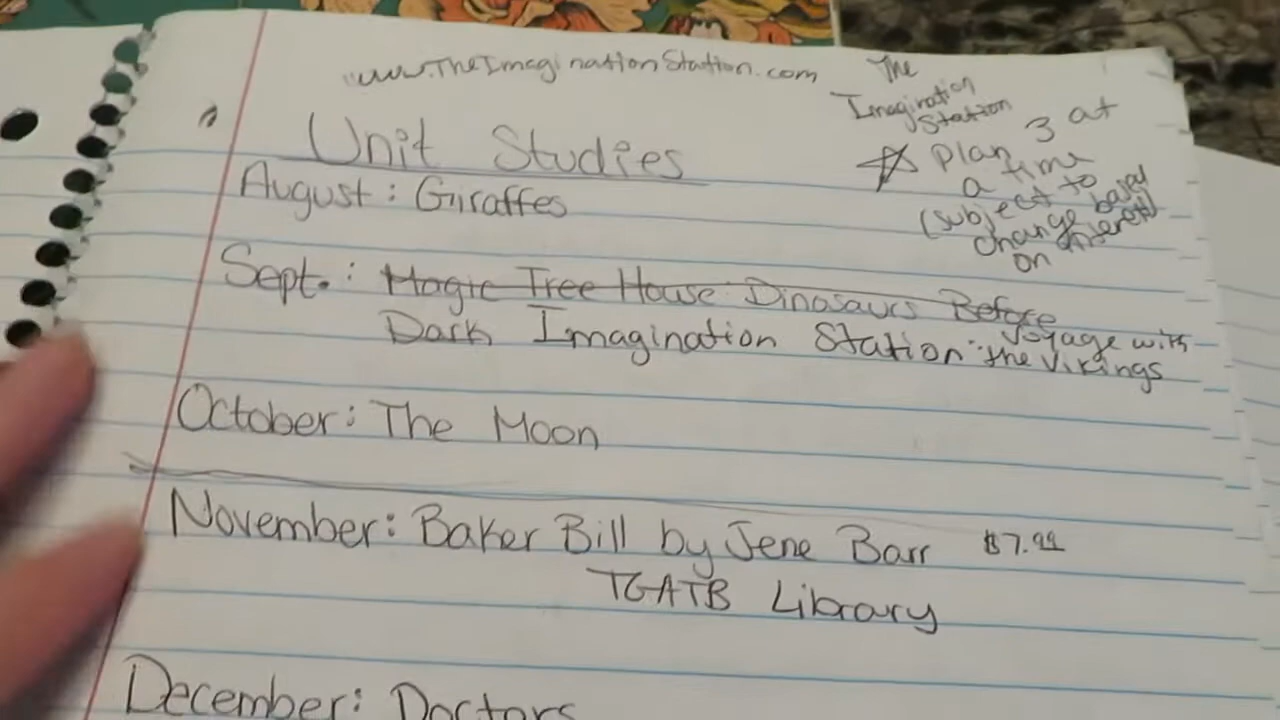 www.TheImaginationStation.com
The
Imagination
Station
☆ plan 3 at
a time
(subject to
change based
on interest)
Unit Studies
August: Giraffes
Sept.: Magic Tree House Dinosaurs Before
Dark Imagination Station "Voyage with
the Vikings
October: The Moon
November: Baker Bill by Jene Barr $7.99
TGATB Library
December: Doctors